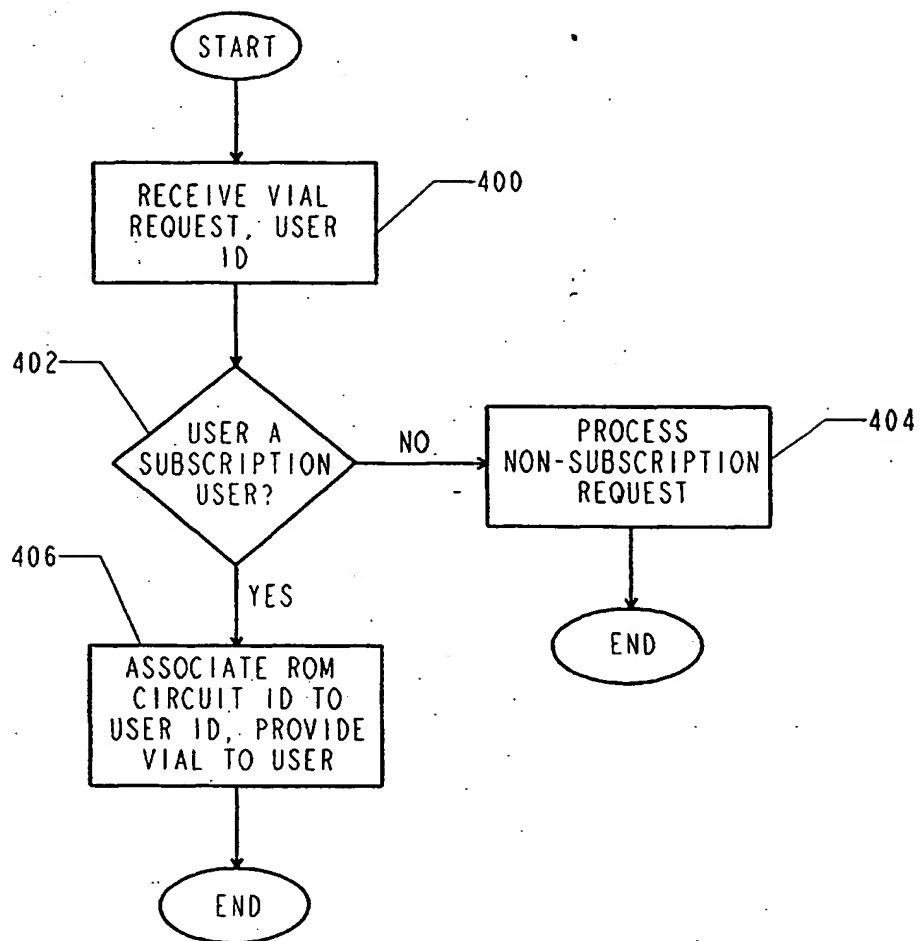 START
RECEIVE VIAL
REQUEST, USER
ID
400
402
USER A
SUBSCRIPTION
USER?
NO
PROCESS
NON-SUBSCRIPTION
REQUEST
404
406
YES
END
ASSOCIATE ROM
CIRCUIT ID TO
USER ID, PROVIDE
VIAL TO USER
END